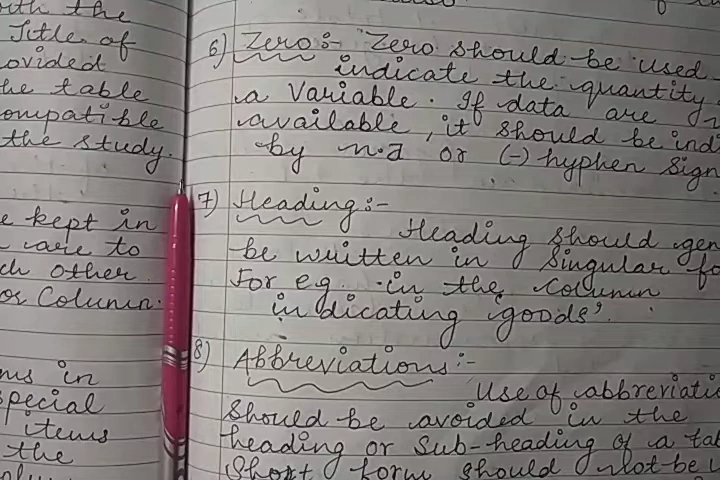 with the
Title of
ovided
he table
ompatible
the study.
e kept in
care to
ch other.
or Column.
ms in
special
items
the
6) Zero :- Zero should be used
indicate the quantity
a Variable. If data are
available, it should be ind
by n.a or (-) hyphen sign
7) Heading :-
Heading should gen
be written in Singular fo
For eg. in the column
indicating goods'.
8) Abbreviations :-
Use of abbreviatio
should be avoided in the
heading or sub-heading of a tab
Short form should not be u